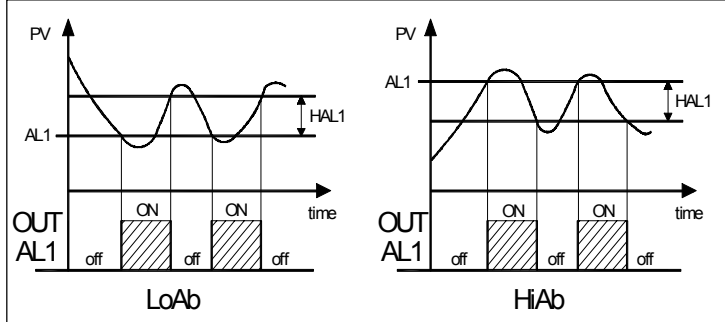 PV
HAL1
AL1
time
OUT
AL1
ON
ON
off
off
off
LoAb
PV
AL1
HAL1
time
OUT
AL1
ON
ON
off
off
off
HiAb